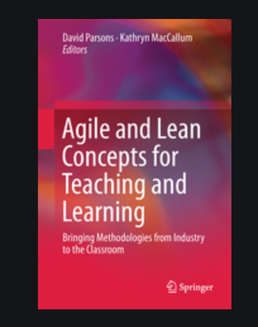 David Parsons · Kathryn MacCallum
Editors
Agile and Lean
Concepts for
Teaching and
Learning
Bringing Methodologies from Industry
to the Classroom
Springer